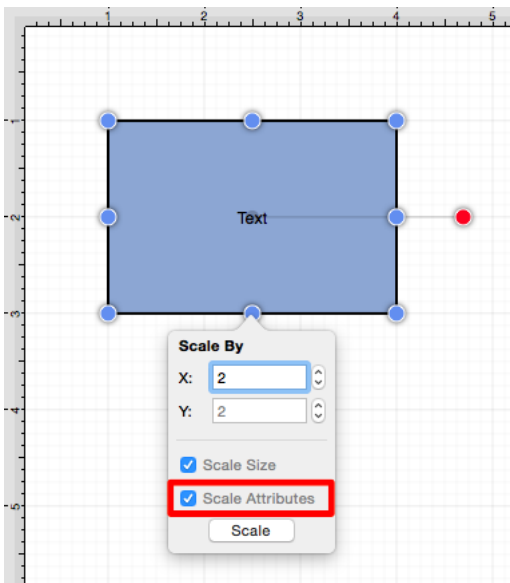 1 2 3 4 5
1
2
3
4
5
Text
Scale By
X: 2
Y: 2
Scale Size
Scale Attributes
Scale